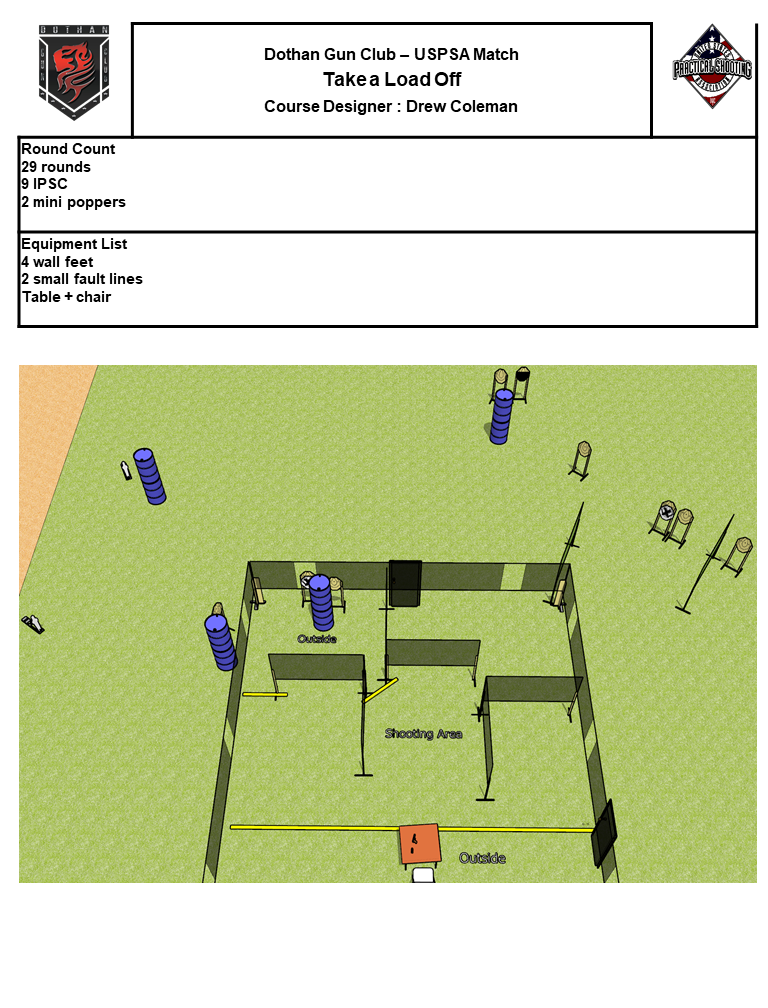 DOTHAN
GUN
CLUB
Dothan Gun Club – USPSA Match
Take a Load Off
Course Designer : Drew Coleman
UNITED STATES
PRACTICAL SHOOTING
ASSOCIATION
Round Count
29 rounds
9 IPSC
2 mini poppers
Equipment List
4 wall feet
2 small fault lines
Table + chair
Outside
Shooting Area
Outside